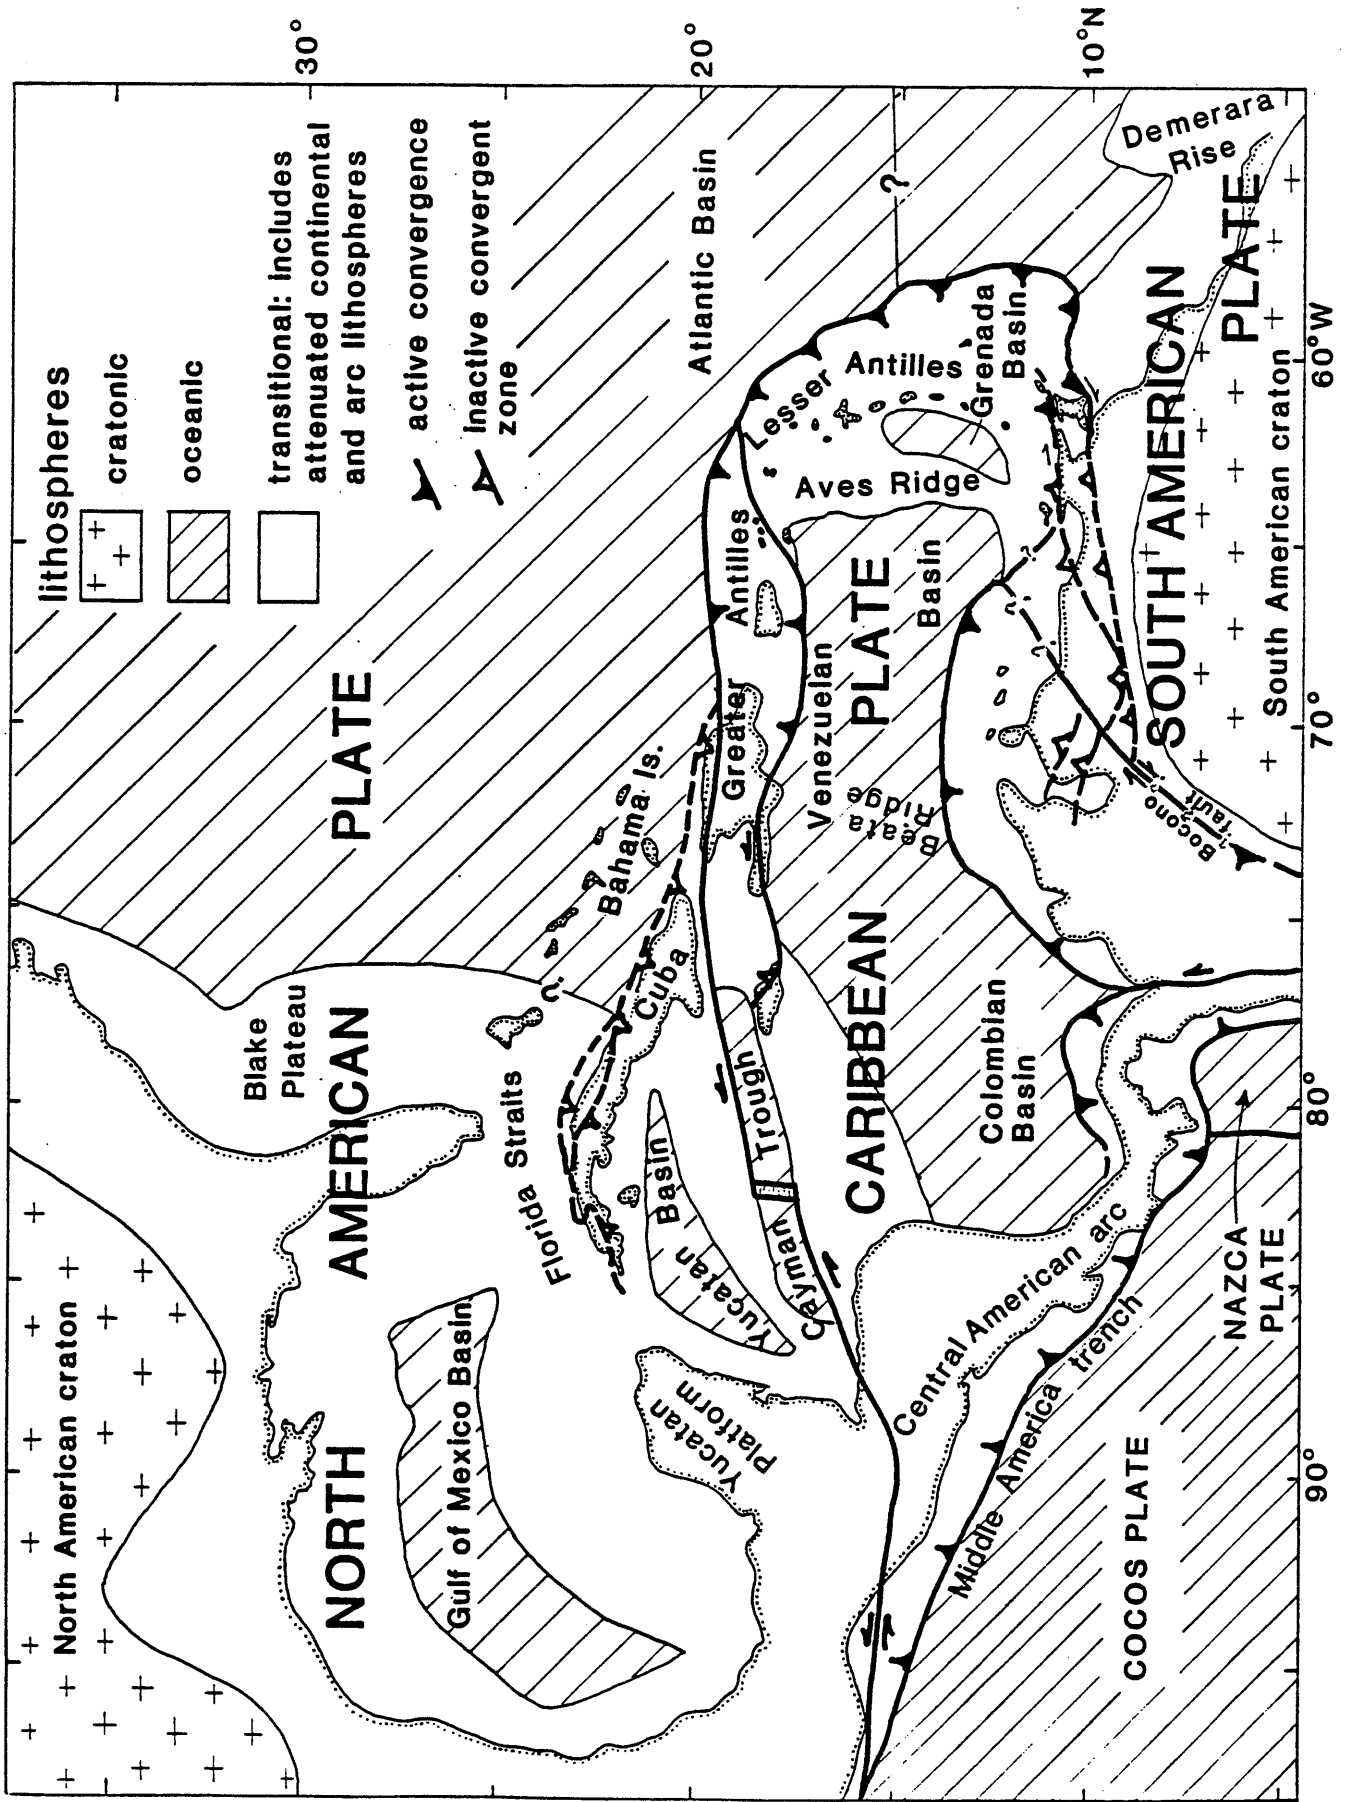 lithospheres
cratonic
oceanic
transitional: includes
attenuated continental
and arc lithospheres
active convergence
inactive convergent
zone
30°
20°
10°N
60°W
70°
80°
90°
North American craton
NORTH
AMERICAN
PLATE
Blake
Plateau
Gulf of Mexico Basin
Florida Straits
?
Bahama Is.
Cuba
Atlantic Basin
Yucatan
Platform
Yucatan
Basin
Cayman
Trough
Greater
Antilles
Lesser
Antilles
Aves Ridge
Grenada
Basin
?
CARIBBEAN
PLATE
Venezuelan
Basin
Beata
Ridge
Colombian
Basin
Central American arc
Middle America trench
COCOS PLATE
NAZCA
PLATE
Bocono
fault
SOUTH AMERICAN
PLATE
South American craton
Demerara
Rise